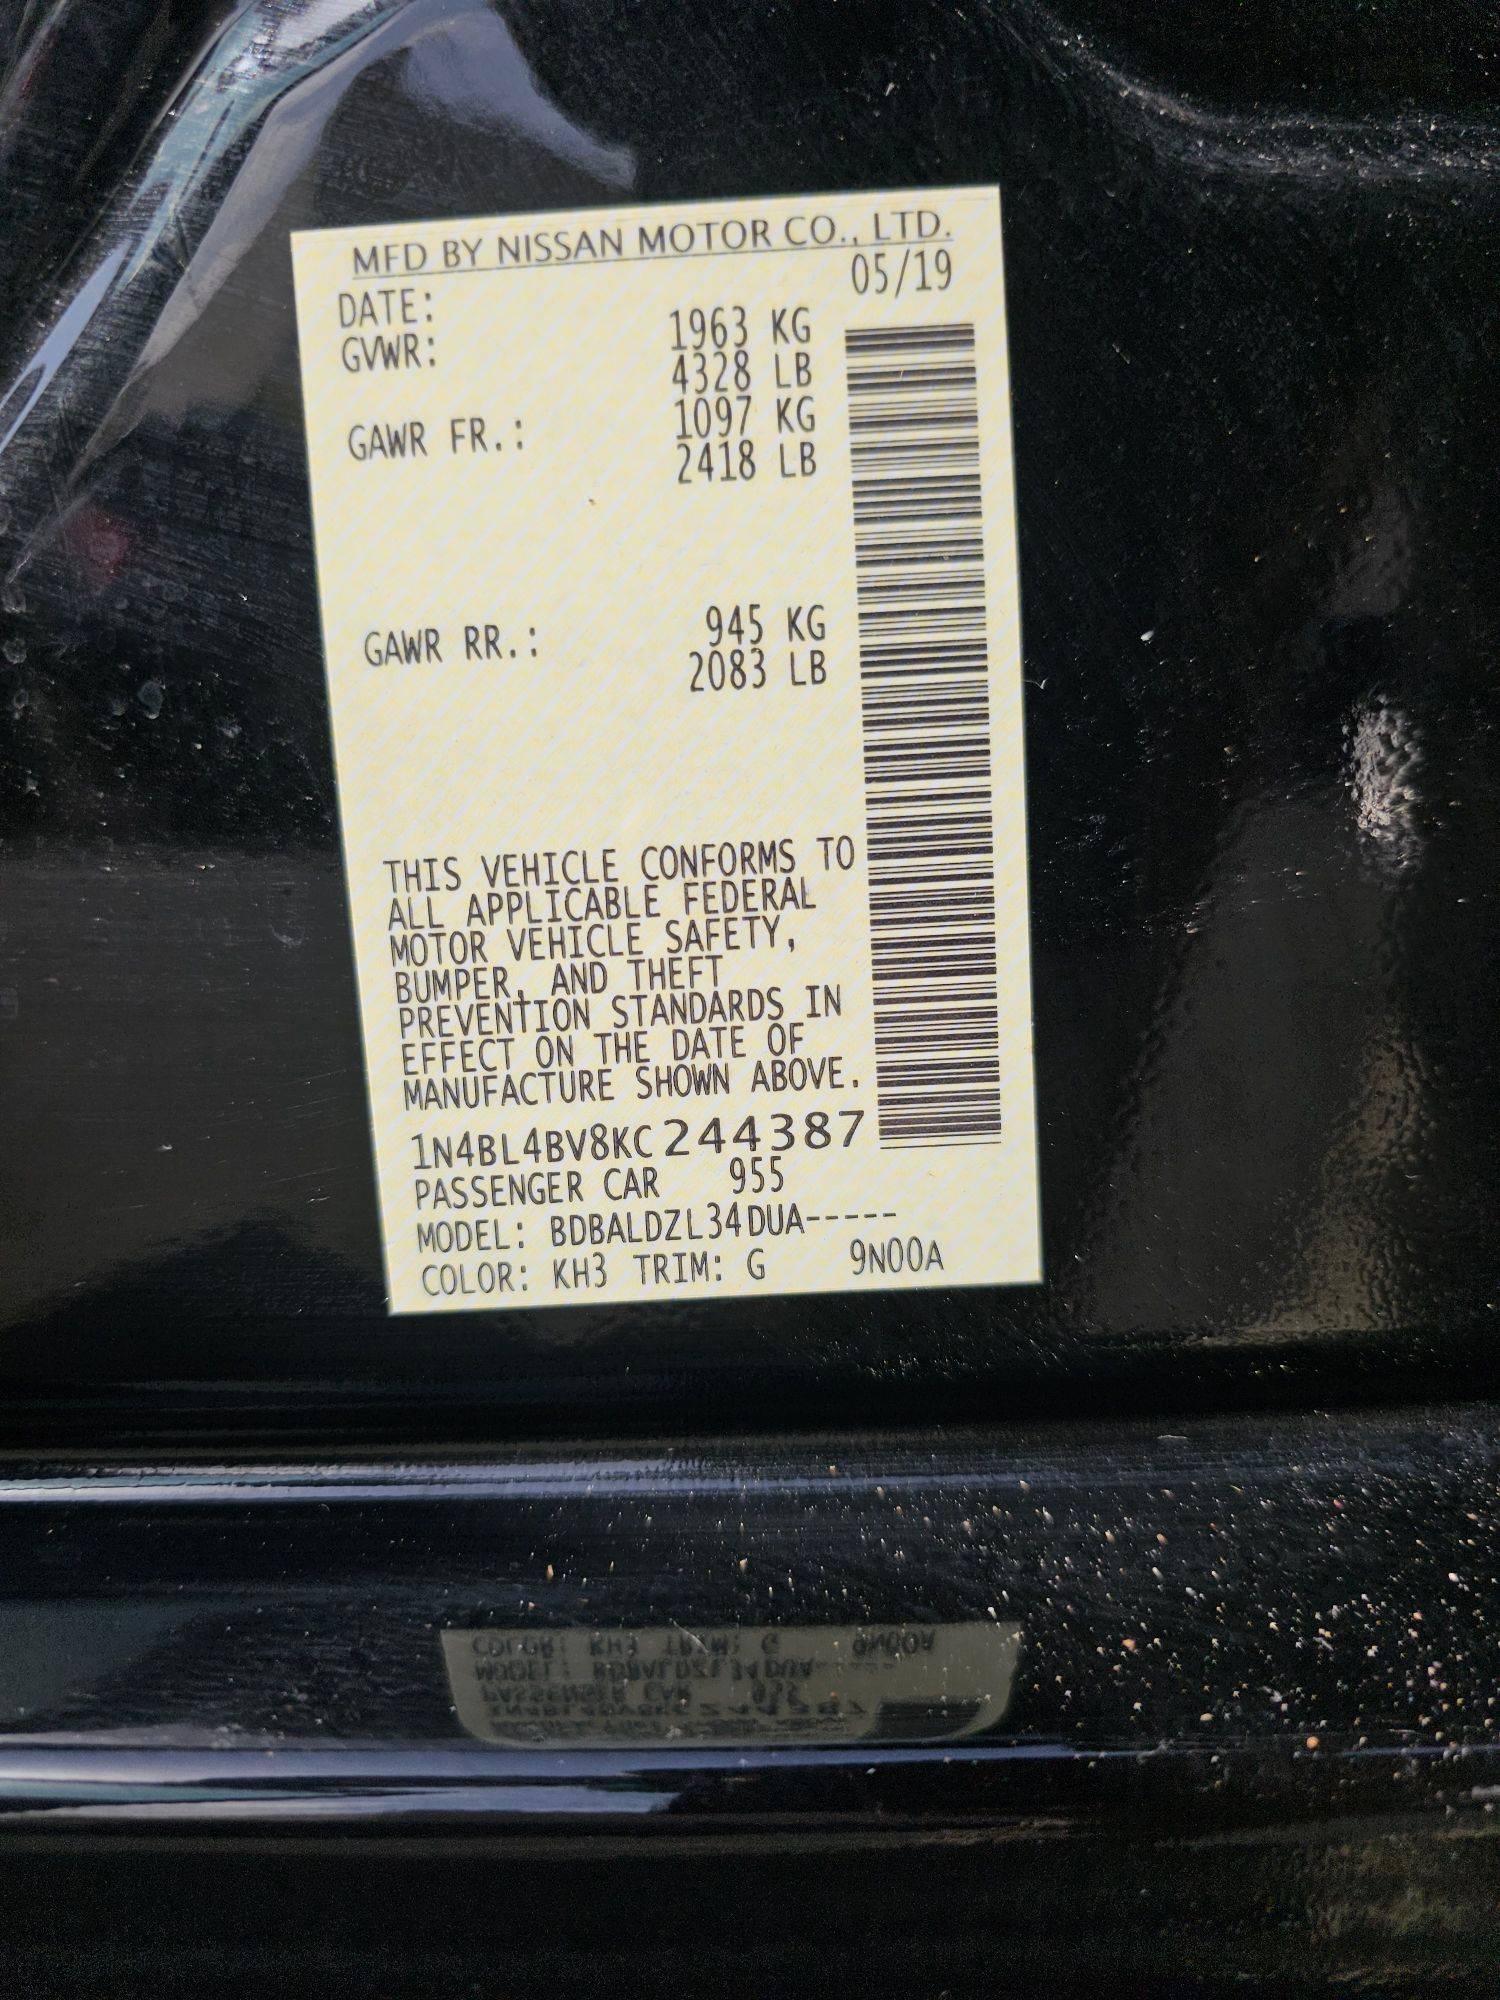 MFD BY NISSAN MOTOR CO., LTD.
DATE: 05/19
GVWR: 1963 KG
4328 LB
GAWR FR.: 1097 KG
2418 LB
GAWR RR.: 945 KG
2083 LB
THIS VEHICLE CONFORMS TO
ALL APPLICABLE FEDERAL
MOTOR VEHICLE SAFETY,
BUMPER, AND THEFT
PREVENTION STANDARDS IN
EFFECT ON THE DATE OF
MANUFACTURE SHOWN ABOVE.
1N4BL4BV8KC244387
PASSENGER CAR 955
MODEL: BDBALDZL34DUA-----
COLOR: KH3 TRIM: G 9N00A